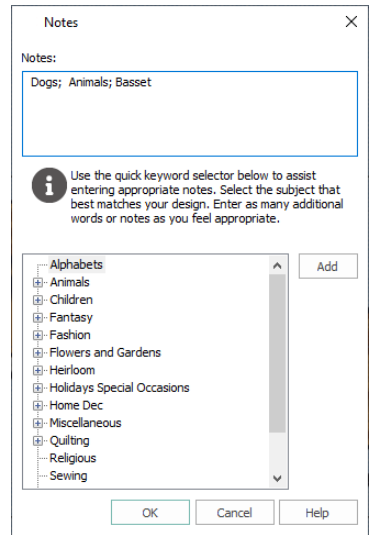 Notes
Notes:
Dogs;  Animals; Basset
Use the quick keyword selector below to assist
entering appropriate notes. Select the subject that
best matches your design. Enter as many additional
words or notes as you feel appropriate.
Alphabets
Add
Animals
Children
Fantasy
Fashion
Flowers and Gardens
Heirloom
Holidays Special Occasions
Home Dec
Miscellaneous
Quilting
Religious
Sewing
OK
Cancel
Help